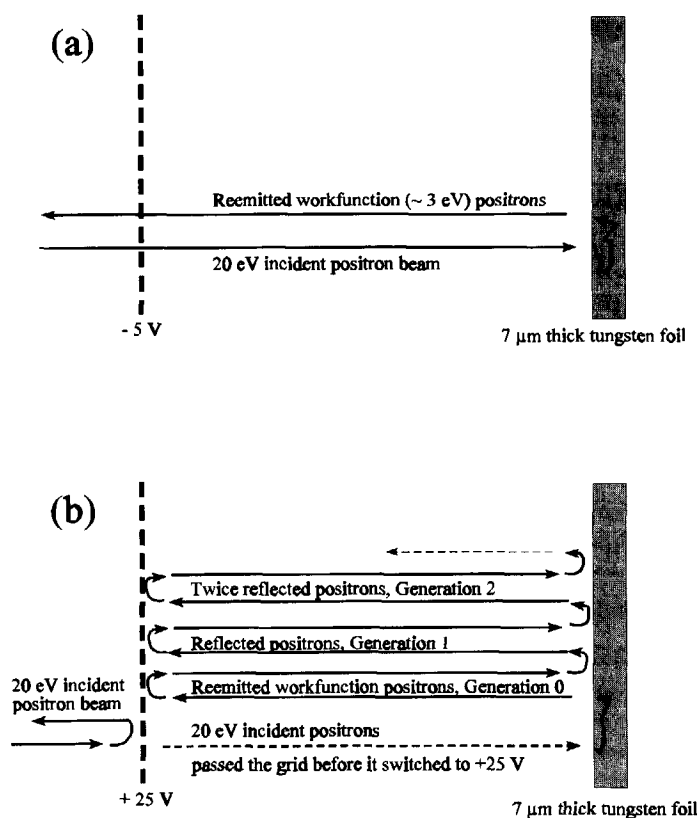 (a)
Reemitted workfunction (~ 3 eV) positrons
20 eV incident positron beam
- 5 V
7 µm thick tungsten foil
(b)
Twice reflected positrons, Generation 2
Reflected positrons, Generation 1
20 eV incident
positron beam
Reemitted workfunction positrons, Generation 0
20 eV incident positrons
passed the grid before it switched to +25 V
+ 25 V
7 µm thick tungsten foil